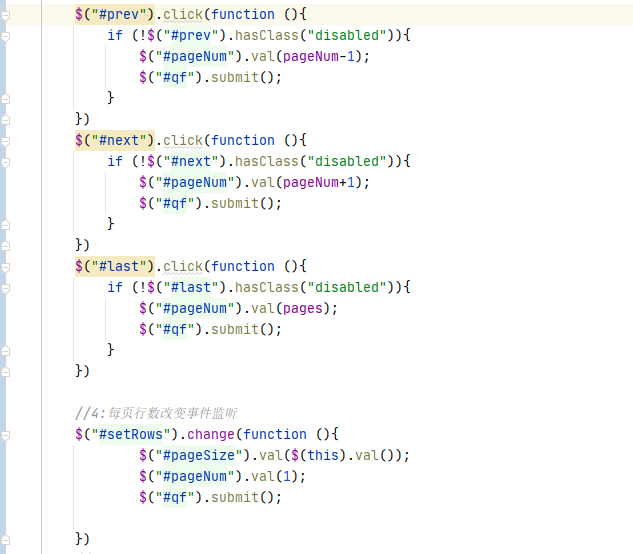 $("#prev").click(function (){
if (!$("#prev").hasClass("disabled")){
$("#pageNum").val(pageNum-1);
$("#qf").submit();
}
})
$("#next").click(function (){
if (!$("#next").hasClass("disabled")){
$("#pageNum").val(pageNum+1);
$("#qf").submit();
}
})
$("#last").click(function (){
if (!$("#last").hasClass("disabled")){
$("#pageNum").val(pages);
$("#qf").submit();
}
})
//4:每页行数改变事件监听
$("#setRows").change(function (){
$("#pageSize").val($(this).val());
$("#pageNum").val(1);
$("#qf").submit();
})